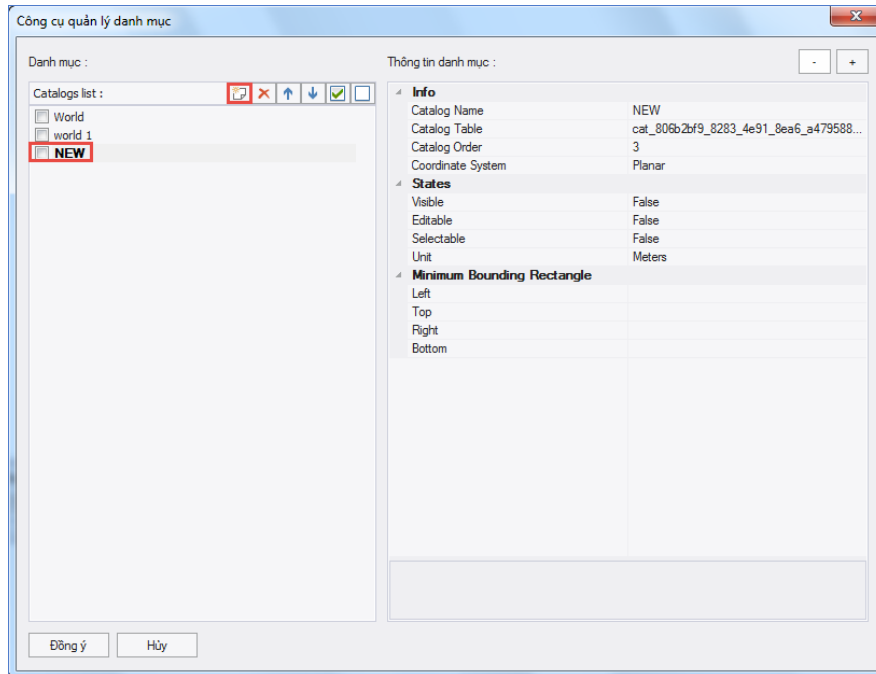 Công cụ quản lý danh mục
Danh mục :
Catalogs list :
World
world 1
NEW
Thông tin danh mục :
- +
Info
Catalog Name NEW
Catalog Table cat_806b2bf9_8283_4e91_8ea6_a479588...
Catalog Order 3
Coordinate System Planar
States
Visible False
Editable False
Selectable False
Unit Meters
Minimum Bounding Rectangle
Left
Top
Right
Bottom
Đồng ý Hủy